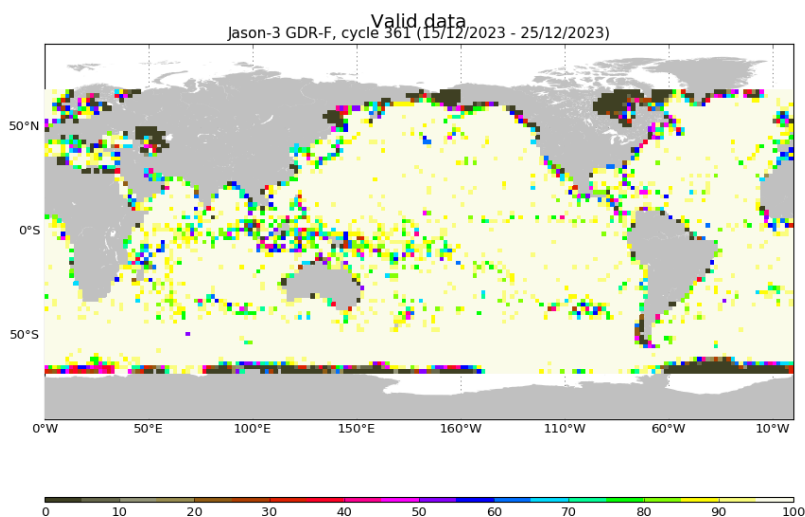 Valid data
Jason-3 GDR-F, cycle 361 (15/12/2023 - 25/12/2023)
50°N
0°S
50°S
0°W 50°E 100°E 150°E 160°W 110°W 60°W 10°W
0 10 20 30 40 50 60 70 80 90 100